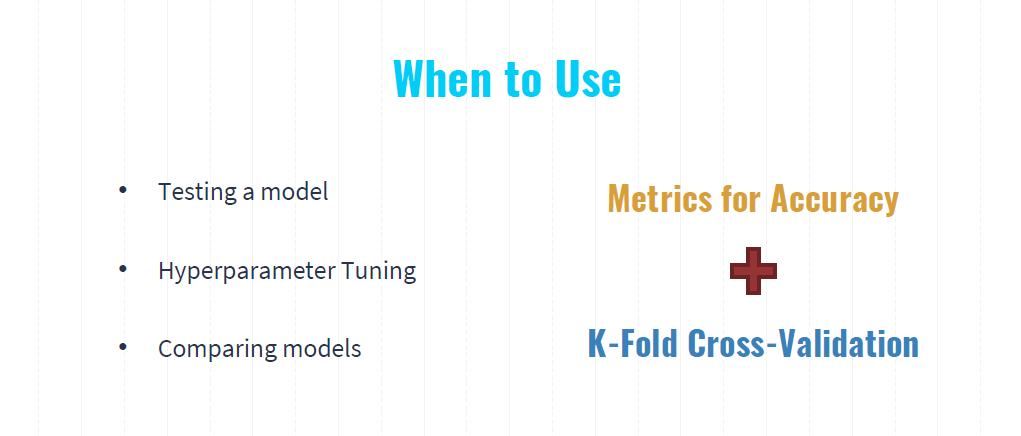 When to Use
• Testing a model
• Hyperparameter Tuning
• Comparing models
Metrics for Accuracy
K-Fold Cross-Validation